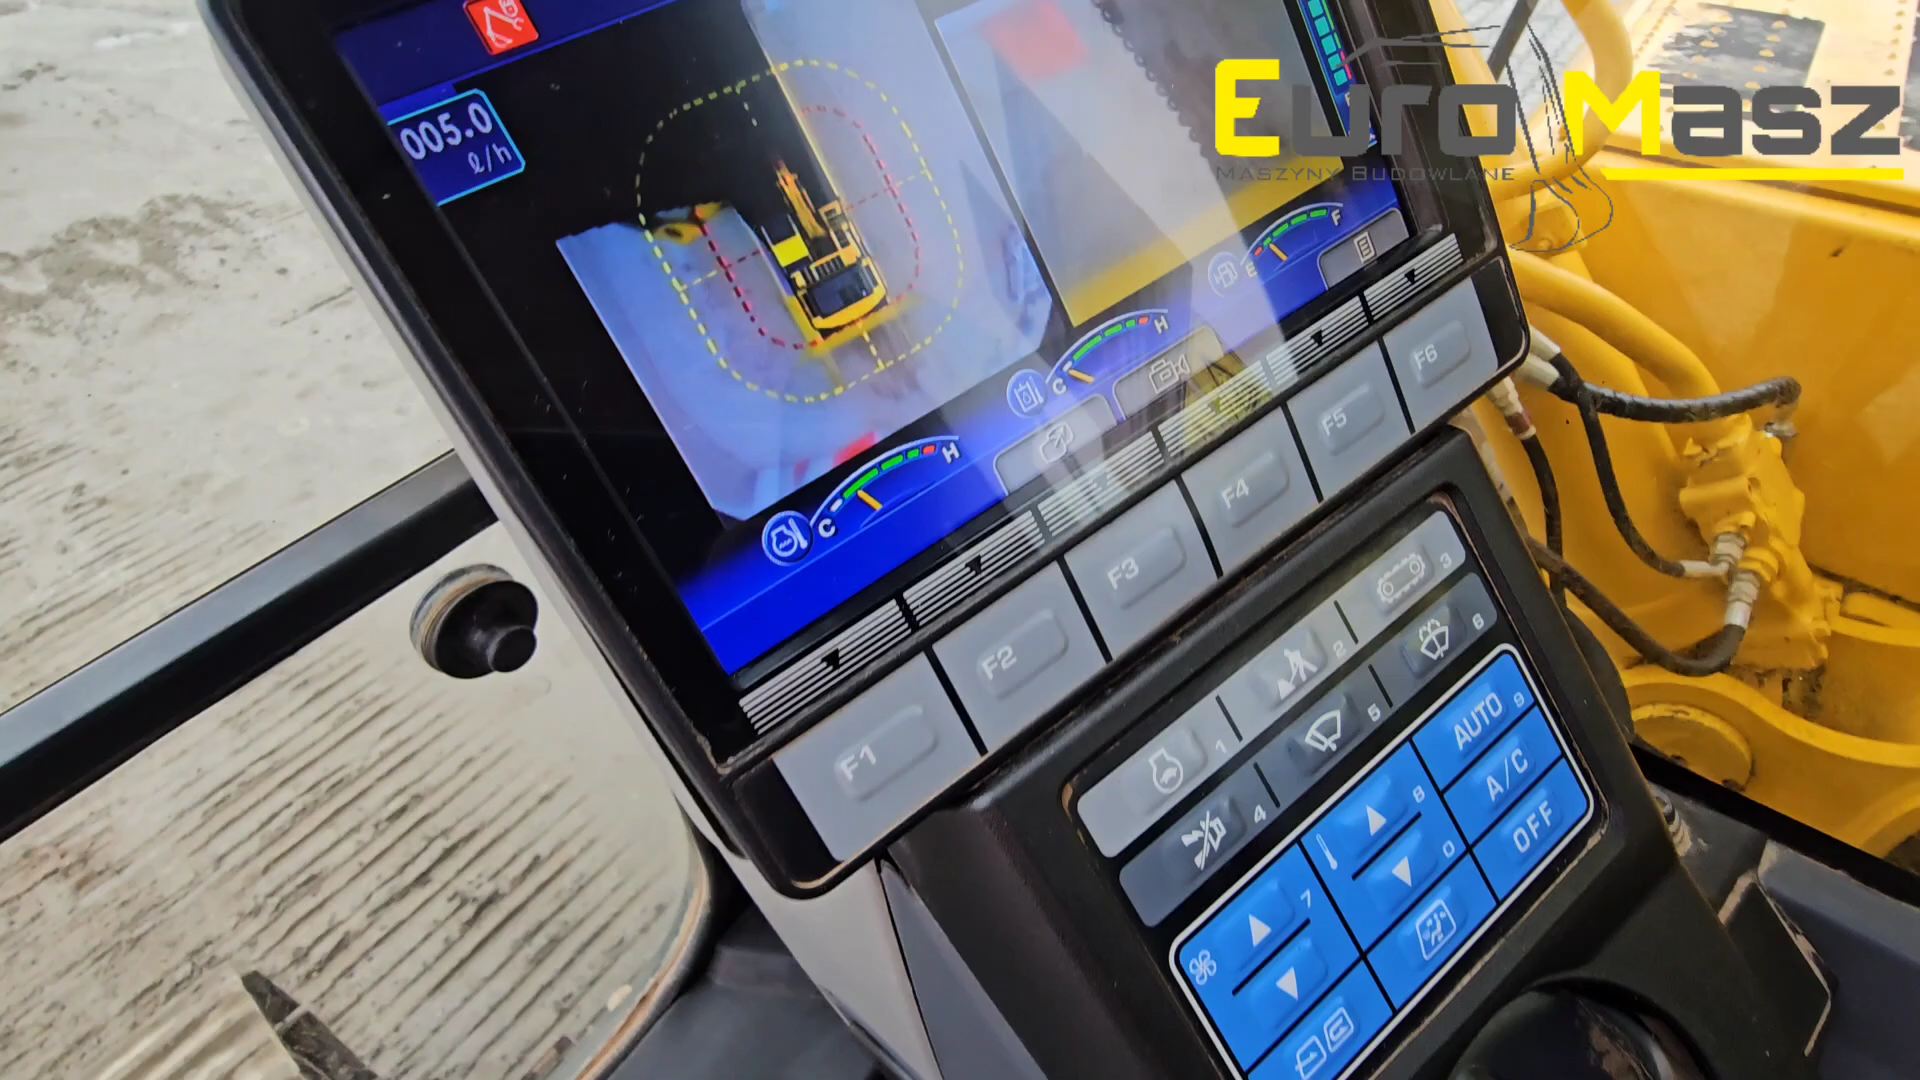 Euro Masz
Maszyny Budowlane
005.0
ℓ/h
C H
C H
E F
F1
F2
F3
F4
F5
F6
1
2
3
4
5
6
7
8
AUTO 9
0
A/C
OFF